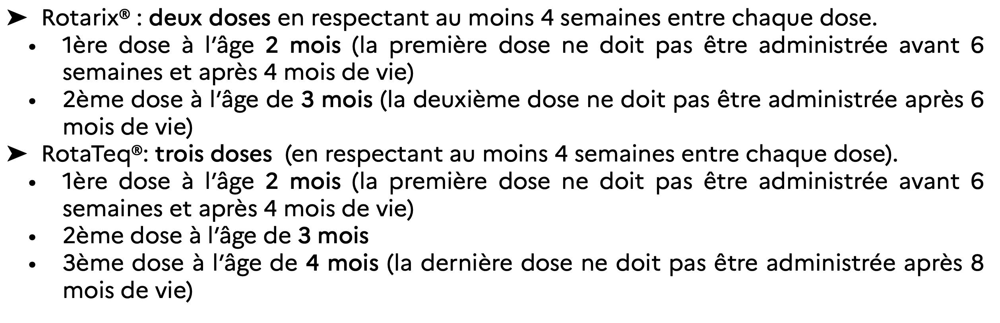 ➤ Rotarix® : deux doses en respectant au moins 4 semaines entre chaque dose.
• 1ère dose à l’âge 2 mois (la première dose ne doit pas être administrée avant 6
semaines et après 4 mois de vie)
• 2ème dose à l’âge de 3 mois (la deuxième dose ne doit pas être administrée après 6
mois de vie)
➤ RotaTeq®: trois doses (en respectant au moins 4 semaines entre chaque dose).
• 1ère dose à l’âge 2 mois (la première dose ne doit pas être administrée avant 6
semaines et après 4 mois de vie)
• 2ème dose à l’âge de 3 mois
• 3ème dose à l’âge de 4 mois (la dernière dose ne doit pas être administrée après 8
mois de vie)